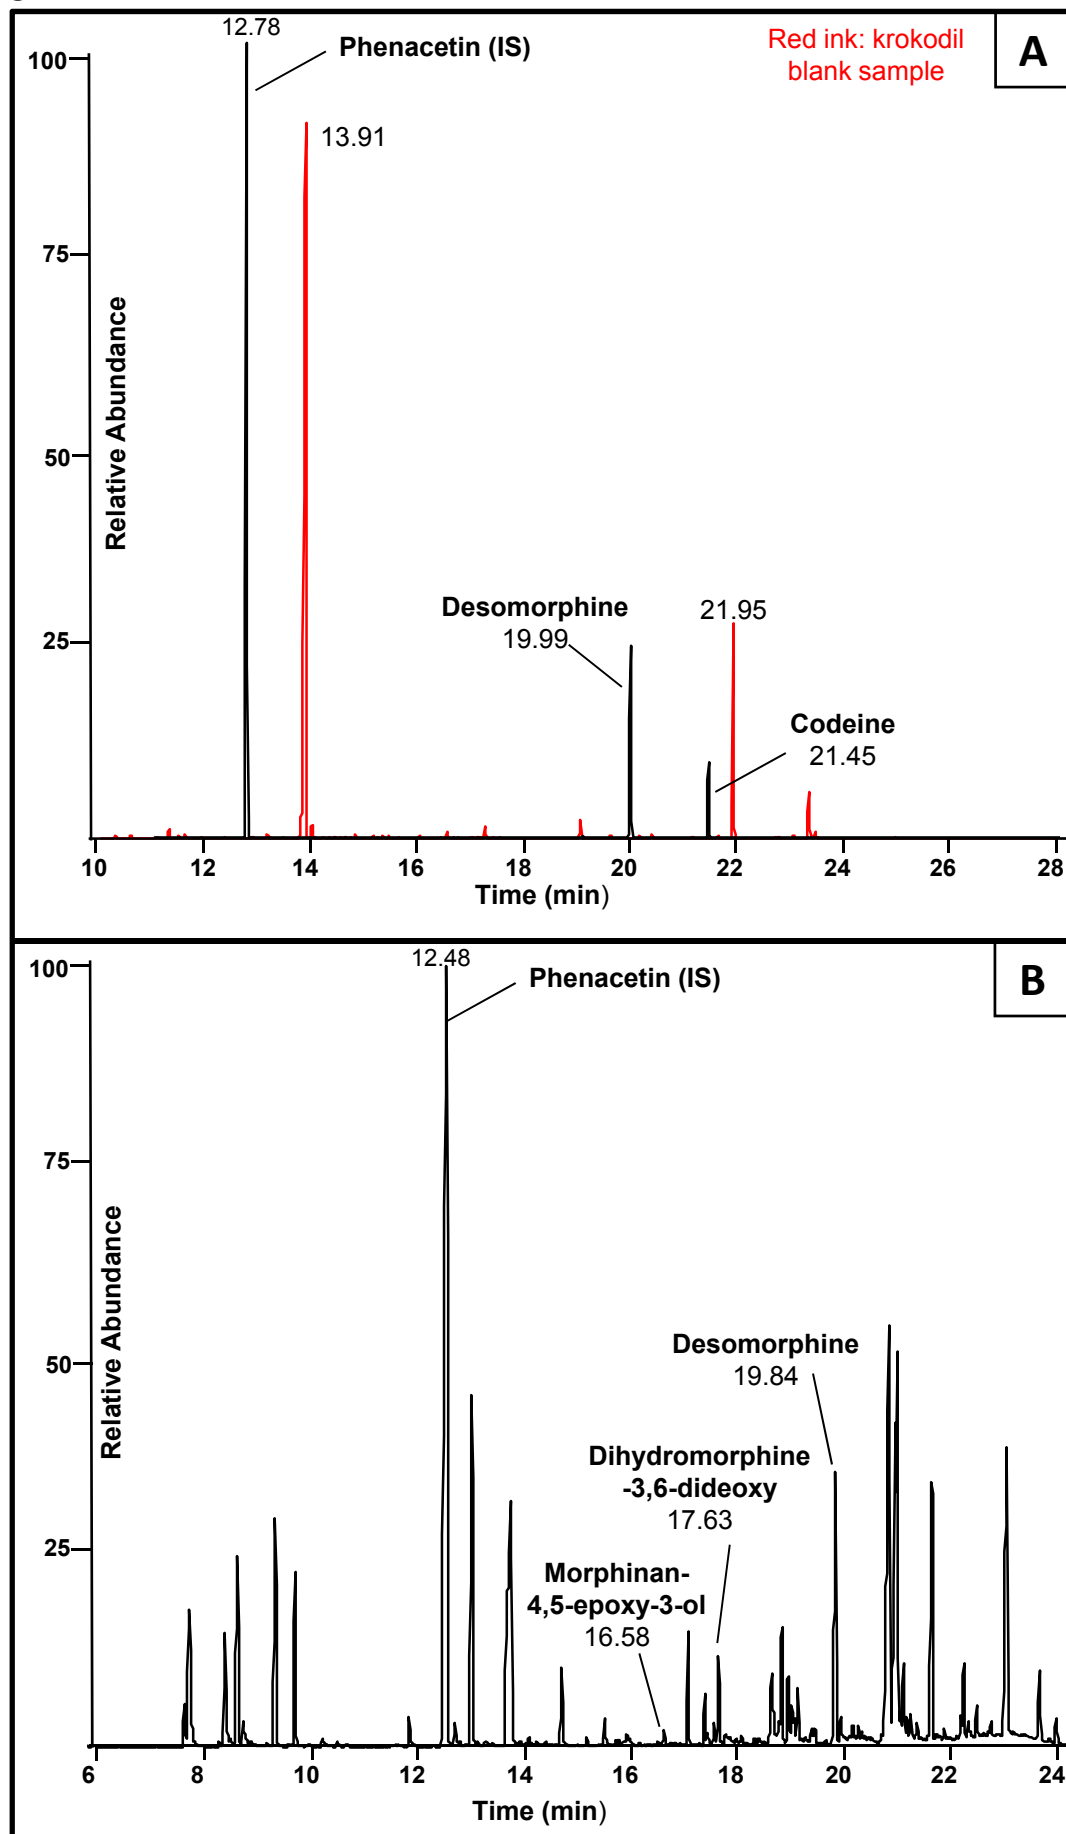 12.78
Phenacetin (IS)
Red ink: krokodil
blank sample
A
100
13.91
75
Relative Abundance
50
Desomorphine
19.99
21.95
25
Codeine
21.45
10 12 14 16 18 20 22 24 26 28
Time (min)
12.48
100
Phenacetin (IS)
B
75
Relative Abundance
50
Desomorphine
19.84
Dihydromorphine
-3,6-dideoxy
17.63
25
Morphinan-
4,5-epoxy-3-ol
16.58
6 8 10 12 14 16 18 20 22 24
Time (min)